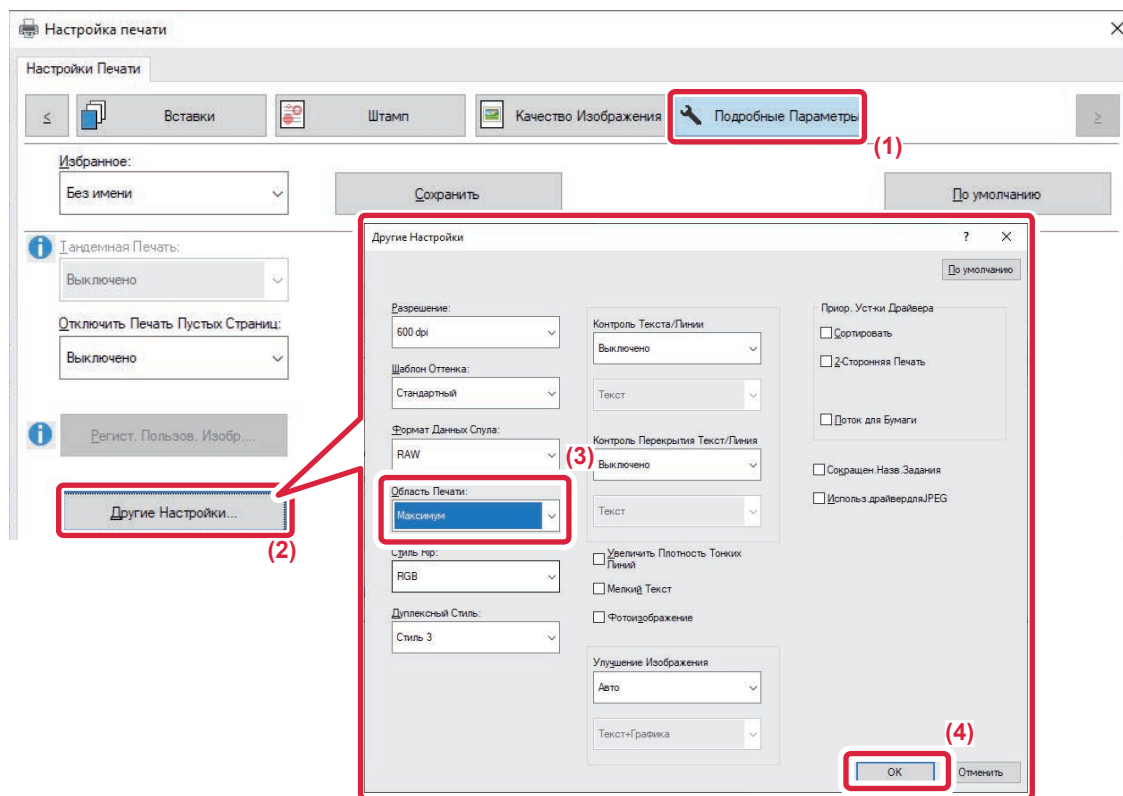 Настройка печати
Настройки Печати
<
Вставки
Штамп
Качество Изображения
Подробные Параметры
>
(1)
Избранное:
Без имени
Сохранить
По умолчанию
Тандемная Печать:
Выключено
Отключить Печать Пустых Страниц:
Выключено
Регист. Пользов. Изобр....
Другие Настройки...
(2)
Другие Настройки
?
По умолчанию
Разрешение:
600 dpi
Шаблон Оттенка:
Стандартный
Формат Данных Спула:
RAW
(3)
Область Печати:
Максимум
Стиль Rip:
RGB
Дуплексный Стиль:
Стиль 3
Контроль Текста/Линии
Выключено
Текст
Контроль Перекрытия Текст/Линия
Выключено
Текст
Увеличить Плотность Тонких
Линий
Мелкий Текст
Фотоизображение
Улушение Изображения
Авто
Текст+Графика
Приор. Уст-ки Драйвера
Сортировать
2-Сторонняя Печать
Лоток для Бумаги
Сокращен.Назв.Задания
Использ.драйвердляJPEG
(4)
OK
Отменить